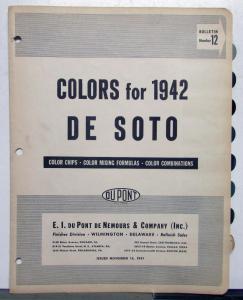 BULLETIN
Number 12
COLORS for 1942
DE SOTO
COLOR CHIPS · COLOR MIXING FORMULAS · COLOR COMBINATIONS
DU PONT
E. I. DU PONT DE NEMOURS & COMPANY (INC.)
Finishes Division · WILMINGTON · DELAWARE · Refinish Sales
ISSUED NOVEMBER 10, 1941